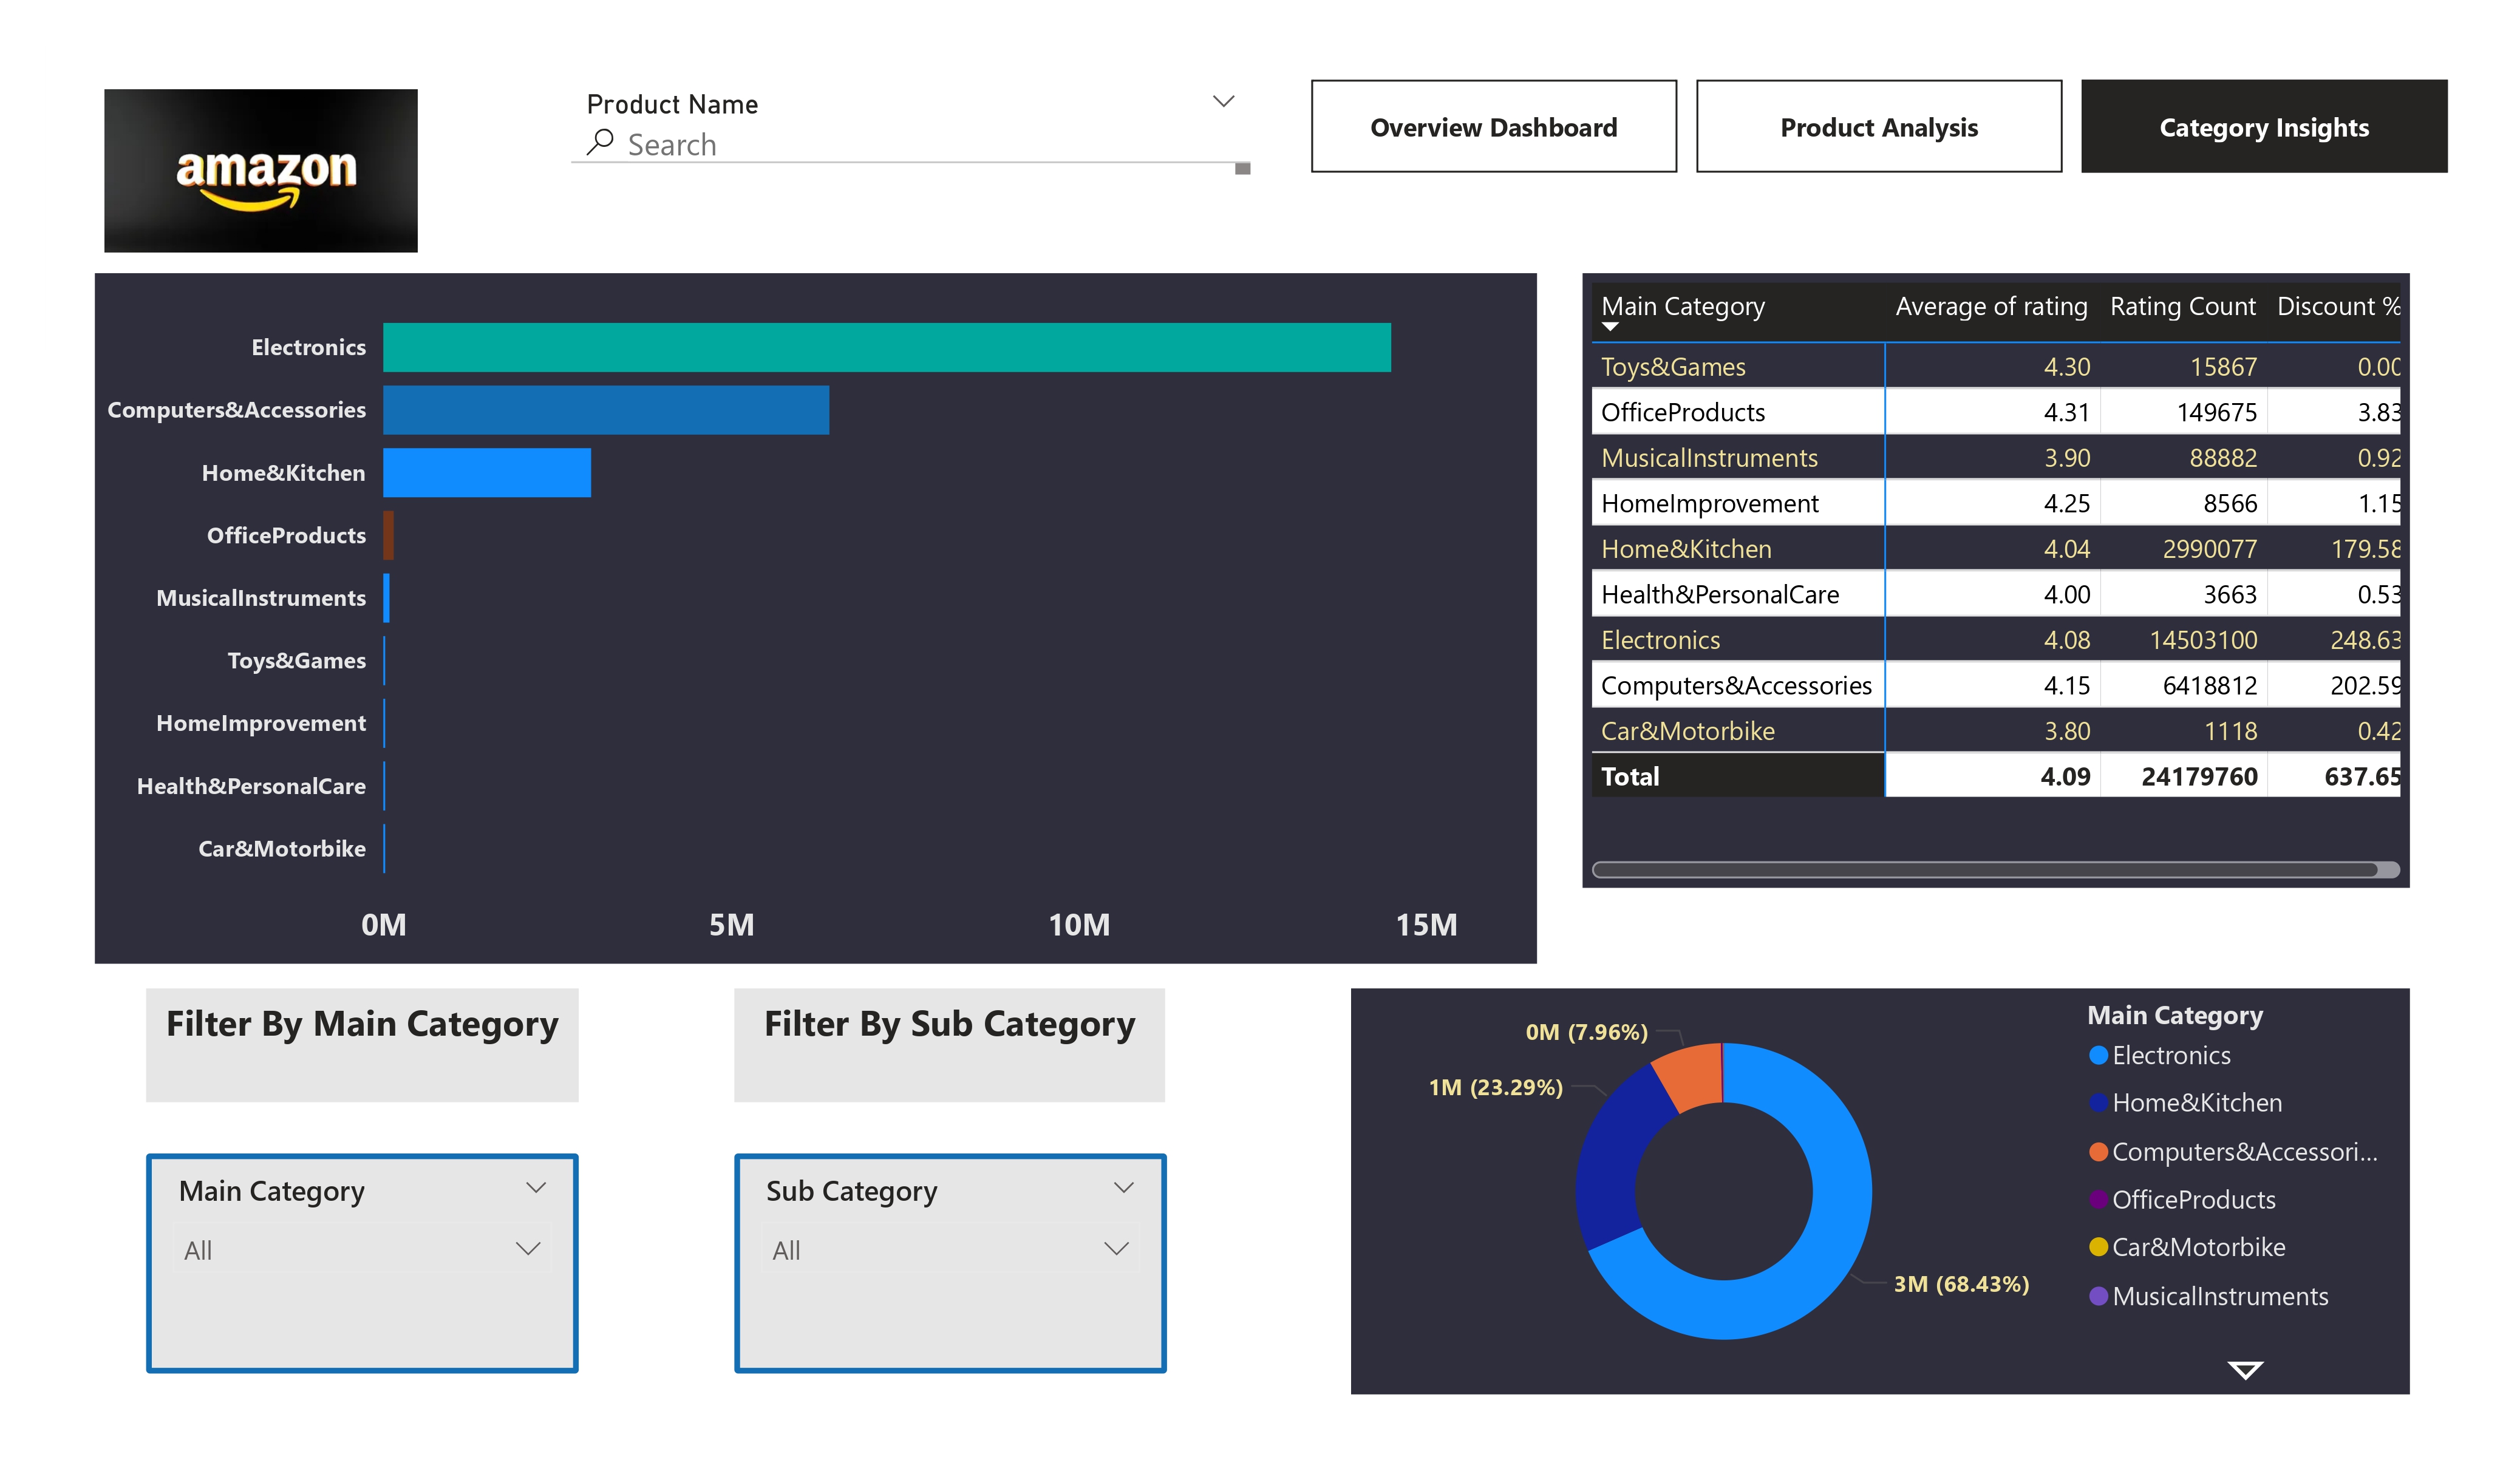 amazon
Product Name
Search
Overview Dashboard
Product Analysis
Category Insights
Electronics
Computers&Accessories
Home&Kitchen
OfficeProducts
MusicalInstruments
Toys&Games
HomeImprovement
Health&PersonalCare
Car&Motorbike
0M 5M 10M 15M
Main Category Average of rating Rating Count Discount %
Toys&Games 4.30 15867 0.00
OfficeProducts 4.31 149675 3.83
MusicalInstruments 3.90 88882 0.92
HomeImprovement 4.25 8566 1.15
Home&Kitchen 4.04 2990077 179.58
Health&PersonalCare 4.00 3663 0.53
Electronics 4.08 14503100 248.63
Computers&Accessories 4.15 6418812 202.59
Car&Motorbike 3.80 1118 0.42
Total 4.09 24179760 637.65
Filter By Main Category
Filter By Sub Category
Main Category
All
Sub Category
All
0M (7.96%)
1M (23.29%)
3M (68.43%)
Main Category
Electronics
Home&Kitchen
Computers&Accessori...
OfficeProducts
Car&Motorbike
MusicalInstruments